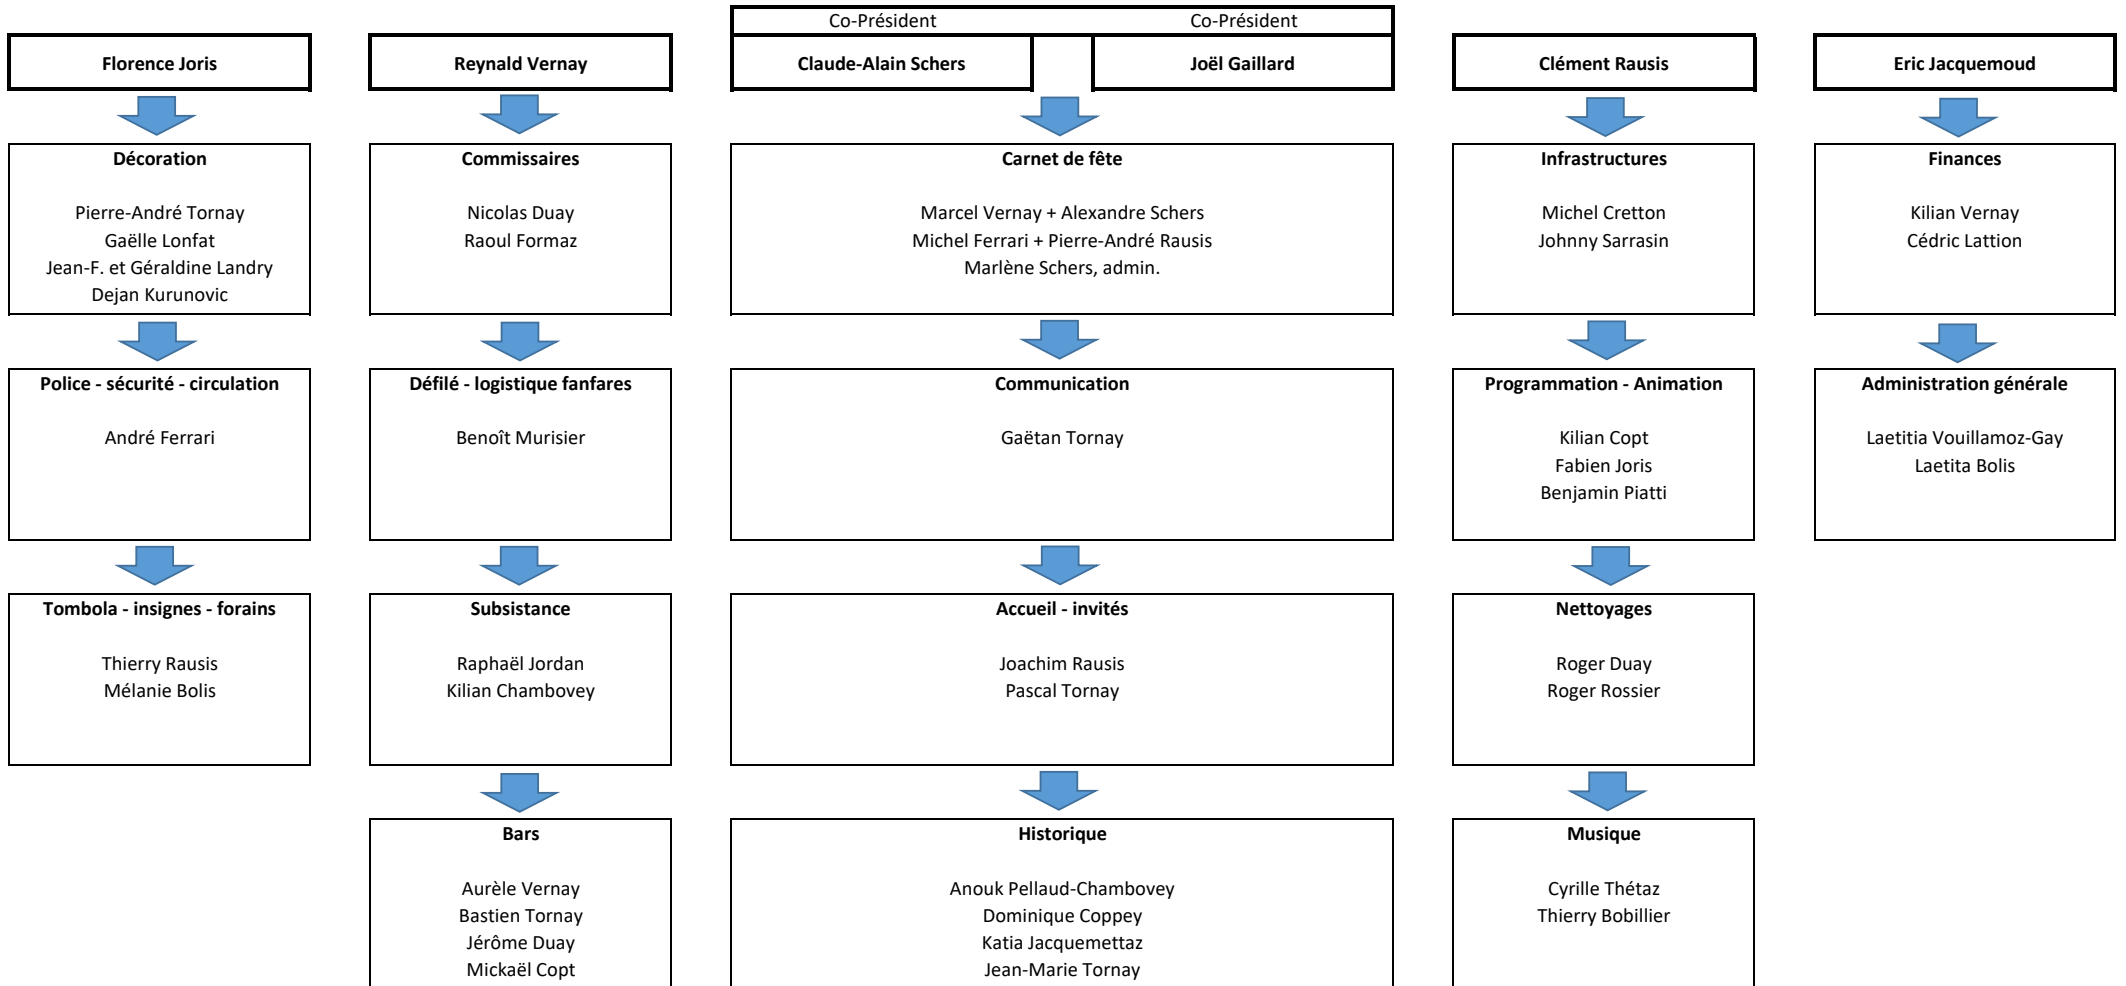 Co-Président
Co-Président
Florence Joris
Reynald Vernay
Claude-Alain Schers
Joël Gaillard
Clément Rausis
Eric Jacquemoud
Décoration
Pierre-André Tornay
Gaëlle Lonfat
Jean-F. et Géraldine Landry
Dejan Kurunovic
Commissaires
Nicolas Duay
Raoul Formaz
Carnet de fête
Marcel Vernay + Alexandre Schers
Michel Ferrari + Pierre-André Rausis
Marlène Schers, admin.
Infrastructures
Michel Cretton
Johnny Sarrasin
Finances
Kilian Vernay
Cédric Lattion
Police - sécurité - circulation
André Ferrari
Défilé - logistique fanfares
Benoît Murisier
Communication
Gaëtan Tornay
Programmation - Animation
Kilian Copt
Fabien Joris
Benjamin Piatti
Administration générale
Laetitia Vouillamoz-Gay
Laetita Bolis
Tombola - insignes - forains
Thierry Rausis
Mélanie Bolis
Subsistance
Raphaël Jordan
Kilian Chambovey
Accueil - invités
Joachim Rausis
Pascal Tornay
Nettoyages
Roger Duay
Roger Rossier
Bars
Aurèle Vernay
Bastien Tornay
Jérôme Duay
Mickaël Copt
Historique
Anouk Pellaud-Chambovey
Dominique Coppey
Katia Jacquemettaz
Jean-Marie Tornay
Musique
Cyrille Thétaz
Thierry Bobillier